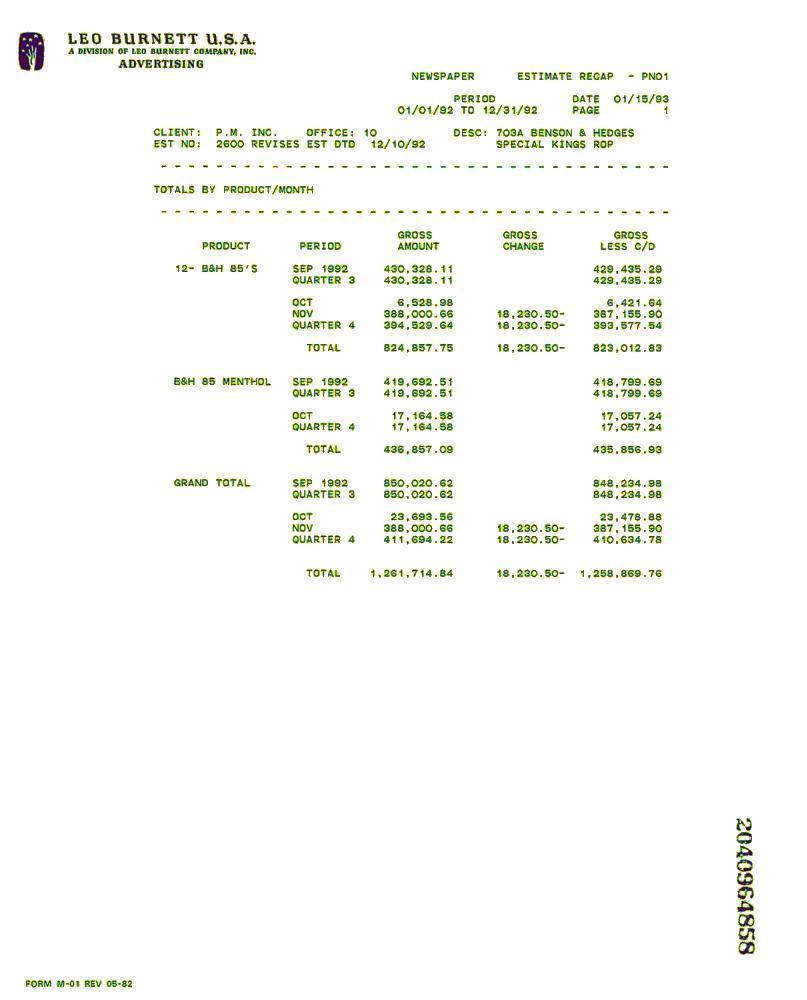 LEO BURNETT U.S.A.
A DIVISION OF LEO BURNETT COMPANY, INC.
ADVERTISING
NEWSPAPER ESTIMATE RECAP - PNO1
PERIOD DATE 01/15/93
01/01/92 TO 12/31/92 PAGE 1
CLIENT: P.M. INC. OFFICE: 10 DESC: 703A BENSON & HEDGES
EST NO: 2600 REVISES EST DTD 12/10/92 SPECIAL KINGS ROP
TOTALS BY PRODUCT/MONTH
GROSS GROSS GROSS
PRODUCT PERIOD AMOUNT CHANGE LESS C/D
12- B&H 85'S SEP 1992 430,328.11 429,435.29
QUARTER 3 430,328.11 429,435.29
OCT 6,528.98 6,421.64
NOV 388,000.66 18,230.50- 387,155.90
QUARTER 4 394,529.64 18,230.50- 393,577.54
TOTAL 824,857.75 18,230.50- 823,012.83
B&H 85 MENTHOL SEP 1992 419,692.51 418,799.69
QUARTER 3 419,692.51 418,799.69
OCT 17,164.58 17,057.24
QUARTER 4 17,164.58 17,057.24
TOTAL 436,857.09 435,856.93
GRAND TOTAL SEP 1992 850,020.62 848,234.98
QUARTER 3 850,020.62 848,234.98
OCT 23,693.56 23,478.88
NOV 388,000.66 18,230.50- 387,155.90
QUARTER 4 411,694.22 18,230.50- 410,634.78
TOTAL 1,261,714.84 18,230.50- 1,258,869.76
2040964858
FORM M-01 REV 05-82